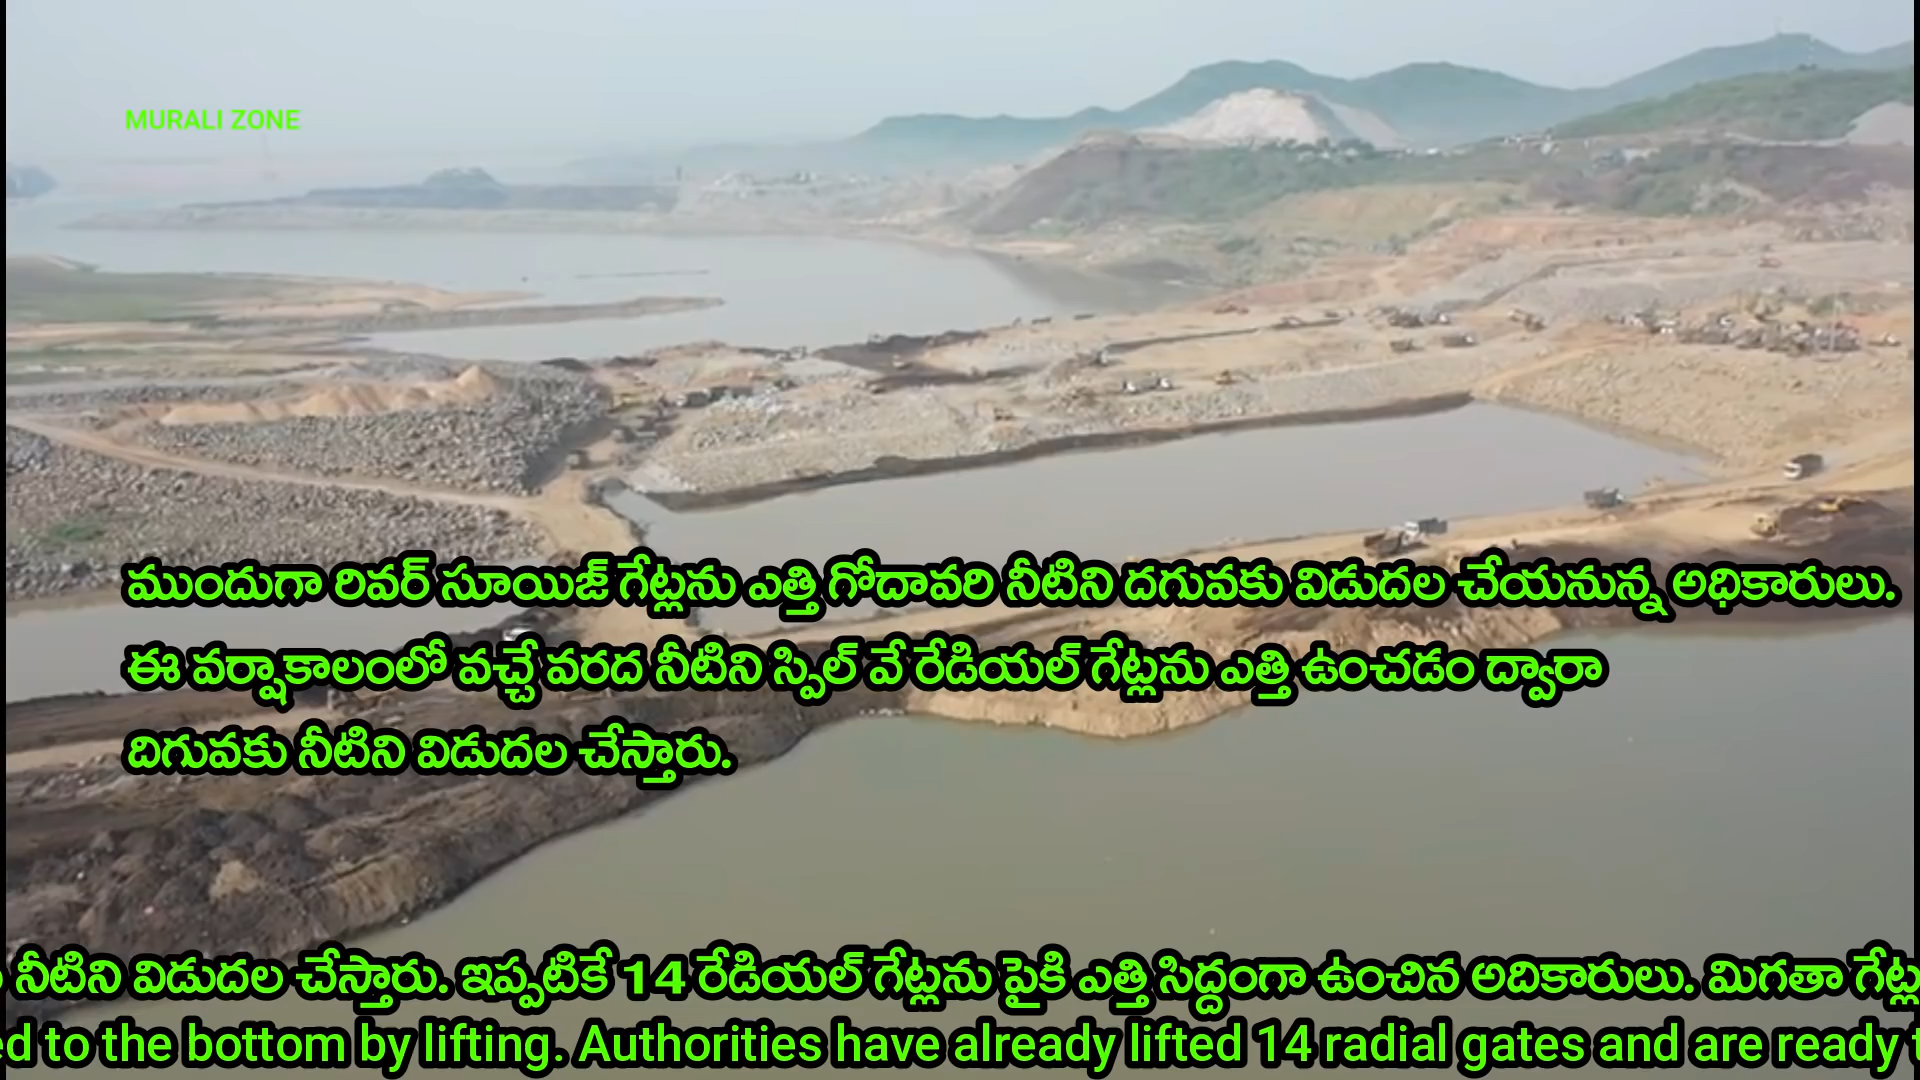 MURALI ZONE
ముందుగా రివర్ సూయిజ్ గేట్లను ఎత్తి గోదావరి నీటిని దగువకు విడుదల చేయనున్న అధికారులు.
ఈ వర్షాకాలంలో వచ్చే వరద నీటిని స్పిల్ వే రేడియల్ గేట్లను ఎత్తి ఉంచడం ద్వారా
దిగువకు నీటిని విడుదల చేస్తారు.
నీటిని విడుదల చేస్తారు. ఇప్పటికే 14 రేడియల్ గేట్లను పైకి ఎత్తి సిద్దంగా ఉంచిన అదికారులు. మిగతా గేట్ల
ed to the bottom by lifting. Authorities have already lifted 14 radial gates and are ready